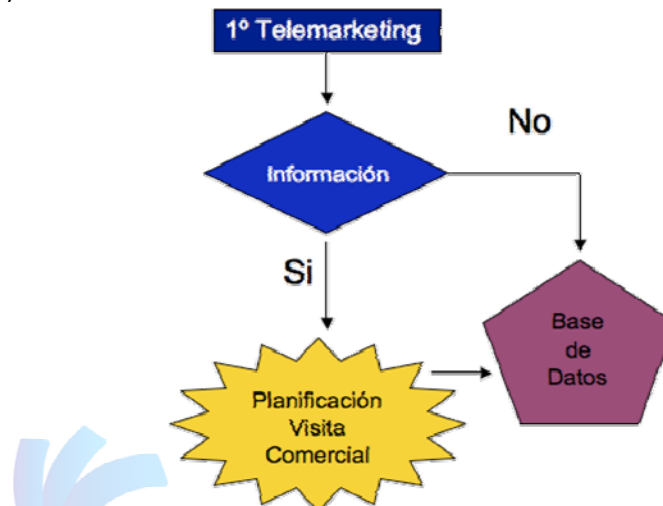 1º Telemarketing
No
Información
Si
Base
de
Datos
Planificación
Visita
Comercial